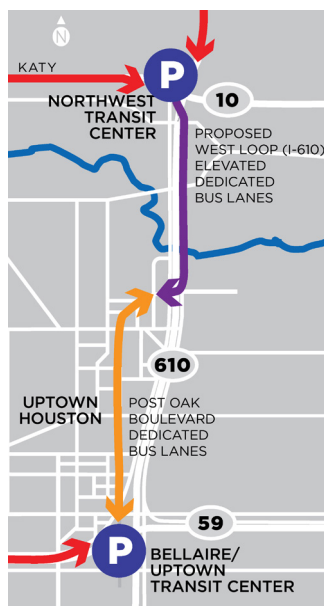 N
P
KATY
NORTHWEST
TRANSIT
CENTER
10
PROPOSED
WEST LOOP (I-610)
ELEVATED
DEDICATED
BUS LANES
610
UPTOWN
HOUSTON
POST OAK
BOULEVARD
DEDICATED
BUS LANES
59
P
BELLAIRE/
UPTOWN
TRANSIT CENTER